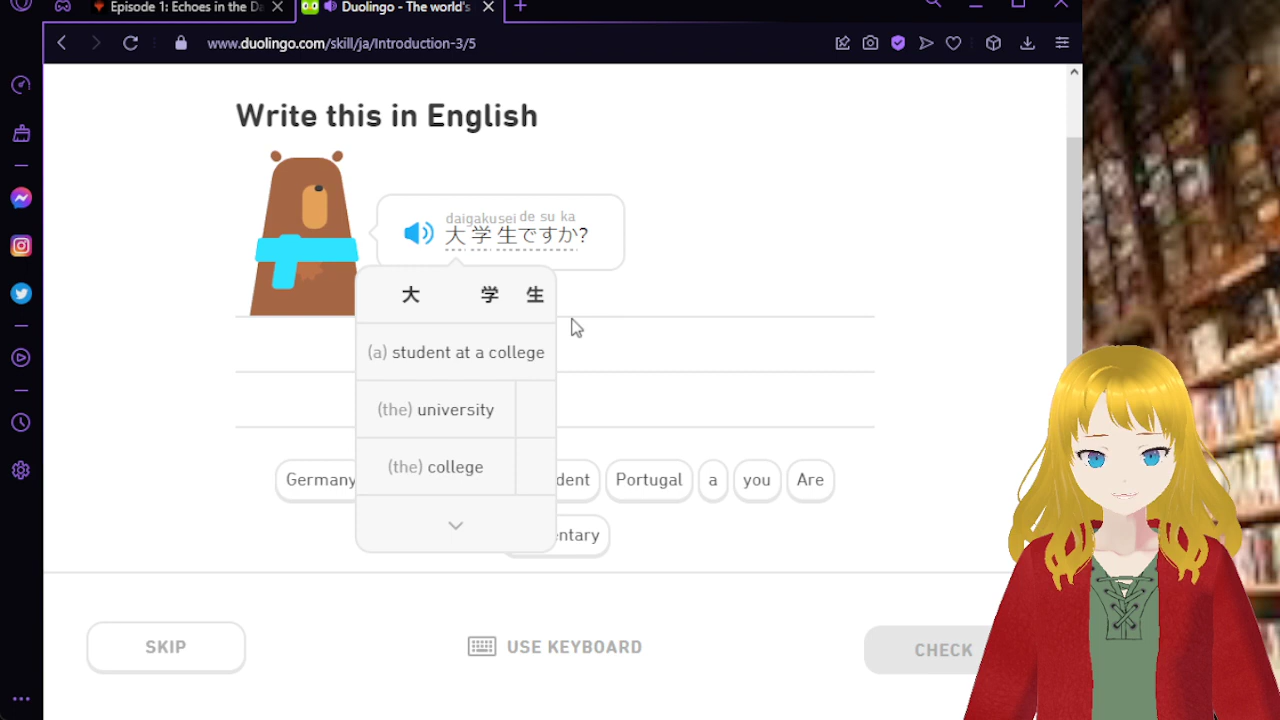 Episode 1: Echoes in the Da
Duolingo - The world's
www.duolingo.com/skill/ja/Introduction-3/5
Write this in English
daigakusei de su ka
大学生ですか?
大 学 生
(a) student at a college
(the) university
(the) college
Germany
dent
Portugal
a
you
Are
entary
SKIP
USE KEYBOARD
CHECK